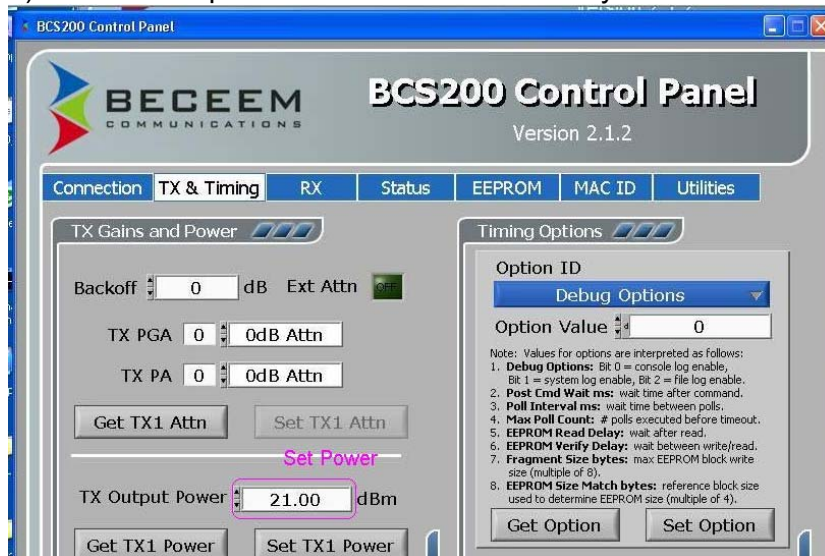 BCS200 Control Panel
BECEEM
COMMUNICATIONS
BCS200 Control Panel
Version 2.1.2
Connection TX & Timing RX Status EEPROM MAC ID Utilities
TX Gains and Power
Backoff 0 dB Ext Attn OFF
TX PGA 0 0dB Attn
TX PA 0 0dB Attn
Get TX1 Attn Set TX1 Attn
Set Power
TX Output Power 21.00 dBm
Get TX1 Power Set TX1 Power
Timing Options
Option ID
Debug Options
Option Value d 0
Note: Values for options are interpreted as follows:
1. Debug Options: Bit 0 = console log enable,
Bit 1 = system log enable, Bit 2 = file log enable.
2. Post Cmd Wait ms: wait time after command.
3. Poll Interval ms: wait time between polls.
4. Max Poll Count: # polls executed before timeout.
5. EEPROM Read Delay: wait after read.
6. EEPROM Verify Delay: wait between write/read.
7. Fragment Size bytes: max EEPROM block write
size (multiple of 8).
8. EEPROM Size Match bytes: reference block size
used to determine EEPROM size (multiple of 4).
Get Option Set Option